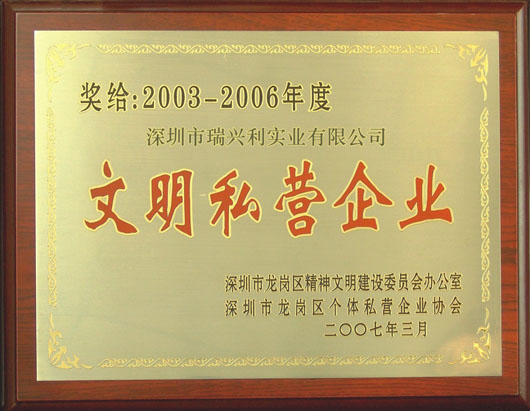 奖给:2003-2006年度
深圳市瑞兴利实业有限公司
文明私营企业
深圳市龙岗区精神文明建设委员会办公室
深圳市龙岗区个体私营企业协会
二〇〇七年三月